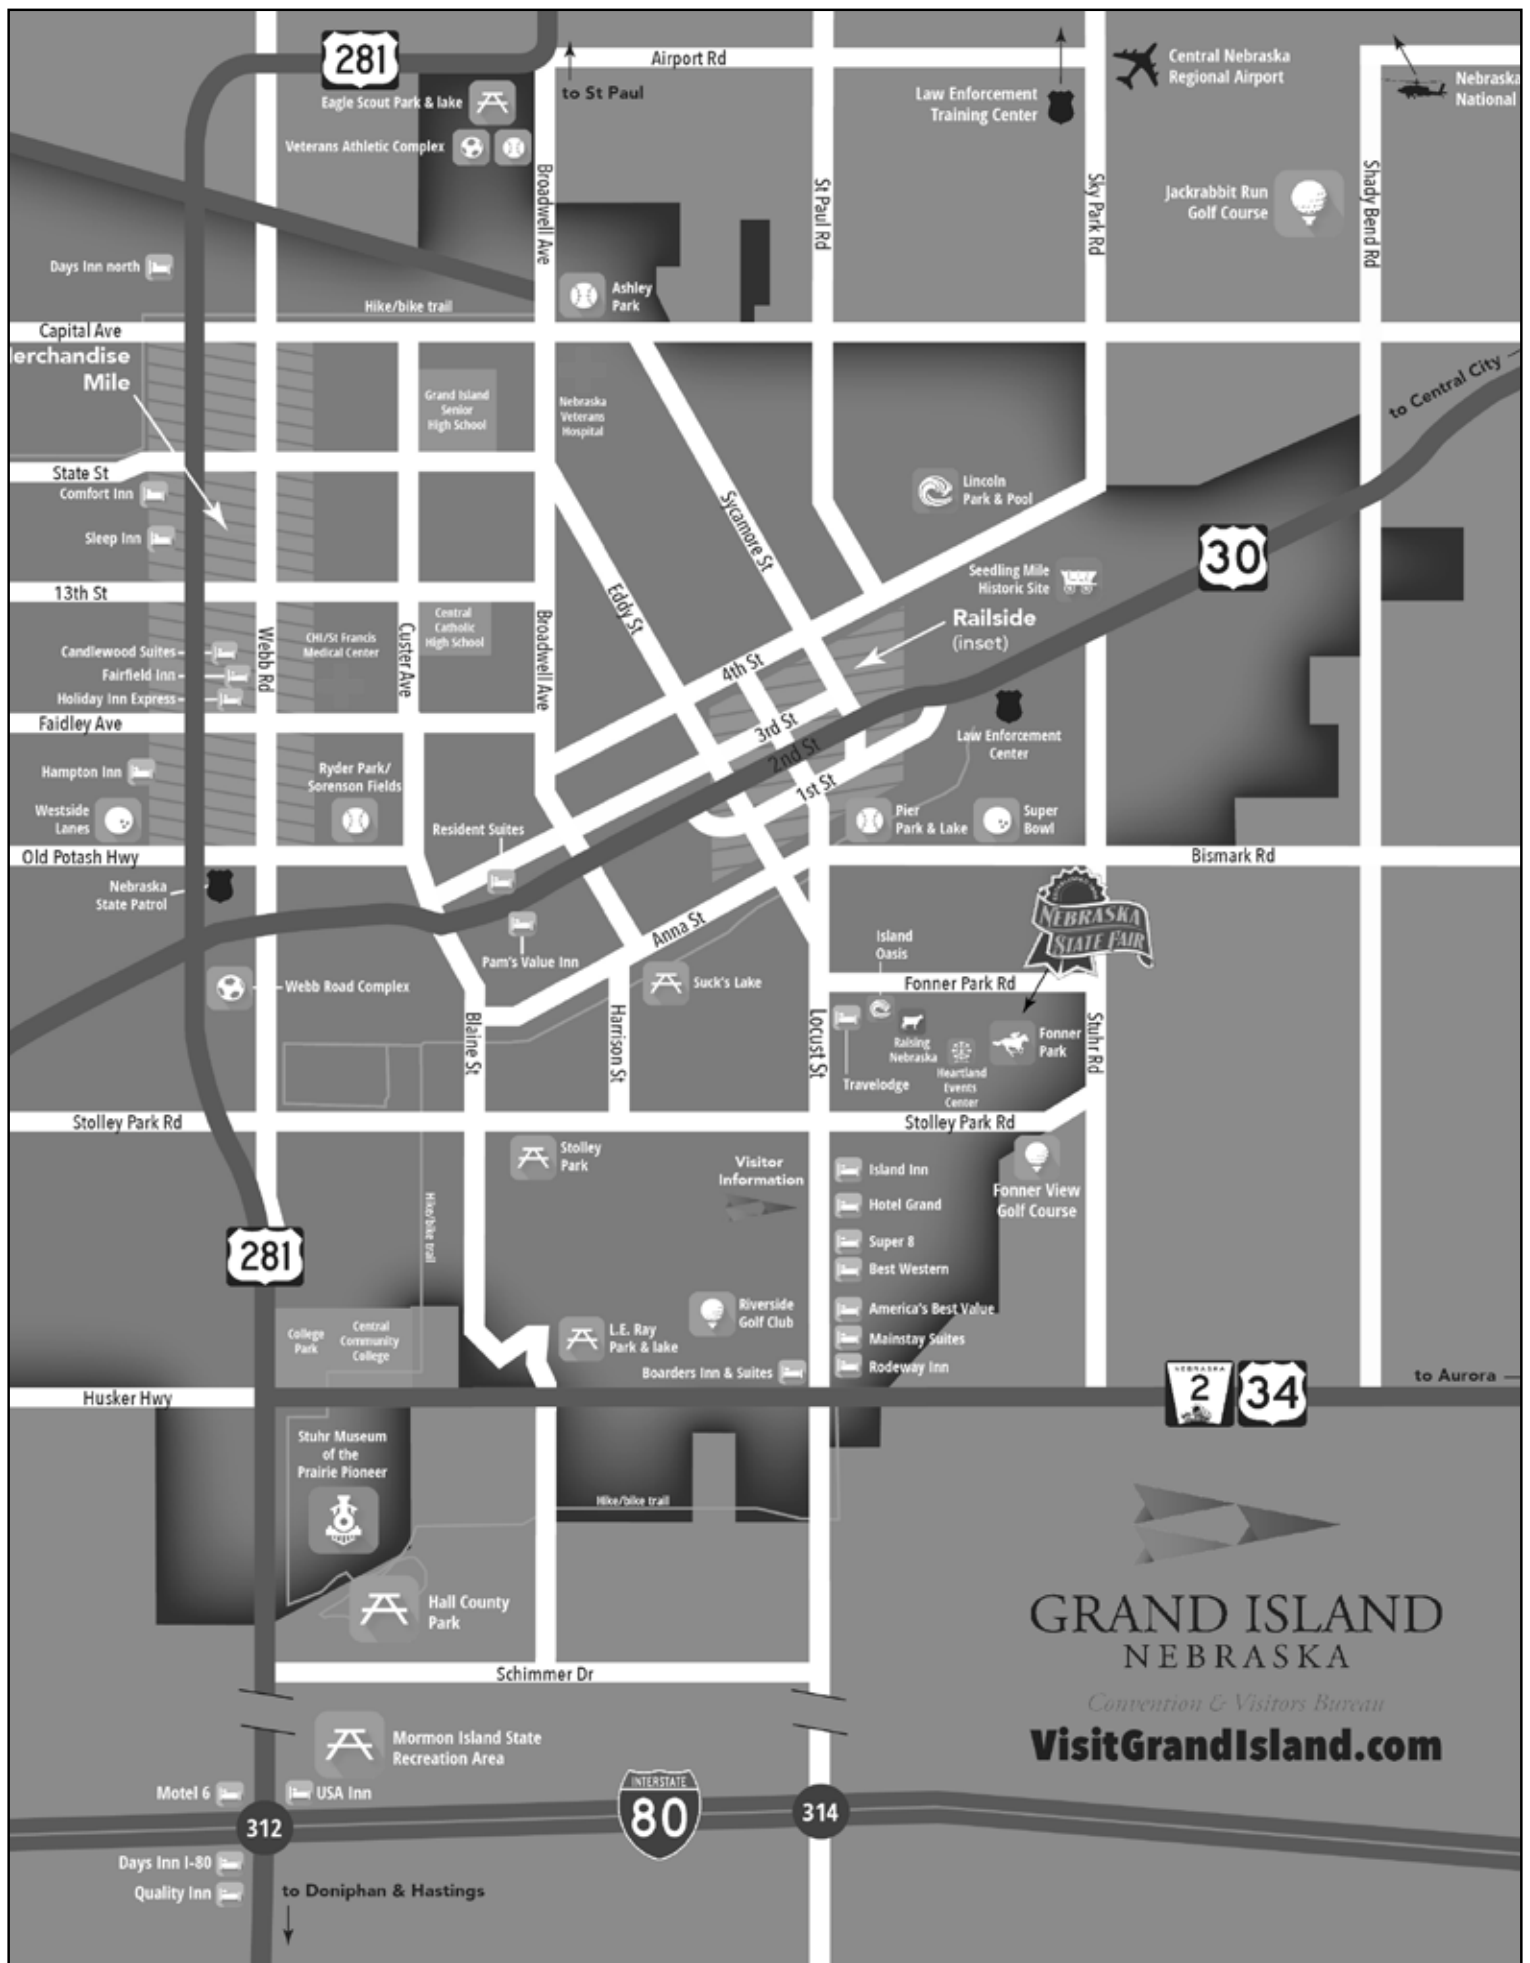 281
Airport Rd
to St Paul
Eagle Scout Park & lake
Veterans Athletic Complex
Law Enforcement
Training Center
Central Nebraska
Regional Airport
Nebraska
National
Broadwell Ave
St Paul Rd
Sky Park Rd
Shady Bend Rd
Jackrabbit Run
Golf Course
Days Inn north
Ashley
Park
Hike/bike trail
Capital Ave
erchandise
Mile
Grand Island
Senior
High School
Nebraska
Veterans
Hospital
to Central City
State St
Comfort Inn
Sleep Inn
Sycamore St
Lincoln
Park & Pool
30
13th St
Eddy St
Seedling Mile
Historic Site
Railside
(inset)
Candlewood Suites
Fairfield Inn
Holiday Inn Express
Webb Rd
CHI/St Francis
Medical Center
Custer Ave
Central
Catholic
High School
Broadwell Ave
4th St
3rd St
2nd St
1st St
Law Enforcement
Center
Faidley Ave
Hampton Inn
Westside
Lanes
Ryder Park/
Sorenson Fields
Resident Suites
Pier
Park & Lake
Super
Bowl
Old Potash Hwy
Bismark Rd
Nebraska
State Patrol
NEBRASKA
STATE FAIR
Anna St
Pam's Value Inn
Island
Oasis
Webb Road Complex
Suck's Lake
Fonner Park Rd
Blaine St
Harrison St
Locust St
Stuhr Rd
Raising
Nebraska
Fonner
Park
Heartland
Events
Center
Travelodge
Stolley Park Rd
Stolley Park Rd
Stolley
Park
Visitor
Information
Island Inn
Hotel Grand
Super 8
Best Western
America's Best Value
Mainstay Suites
Rodeway Inn
Fonner View
Golf Course
Hike/bike trail
281
College
Park
Central
Community
College
L.E. Ray
Park & lake
Riverside
Golf Club
Boarders Inn & Suites
Husker Hwy
NEBRASKA
2
34
to Aurora
Stuhr Museum
of the
Prairie Pioneer
Hike/bike trail
Hall County
Park
Schimmer Dr
GRAND ISLAND
NEBRASKA
Convention & Visitors Bureau
VisitGrandIsland.com
Mormon Island State
Recreation Area
Motel 6
USA Inn
312
INTERSTATE
80
314
Days Inn I-80
Quality Inn
to Doniphan & Hastings